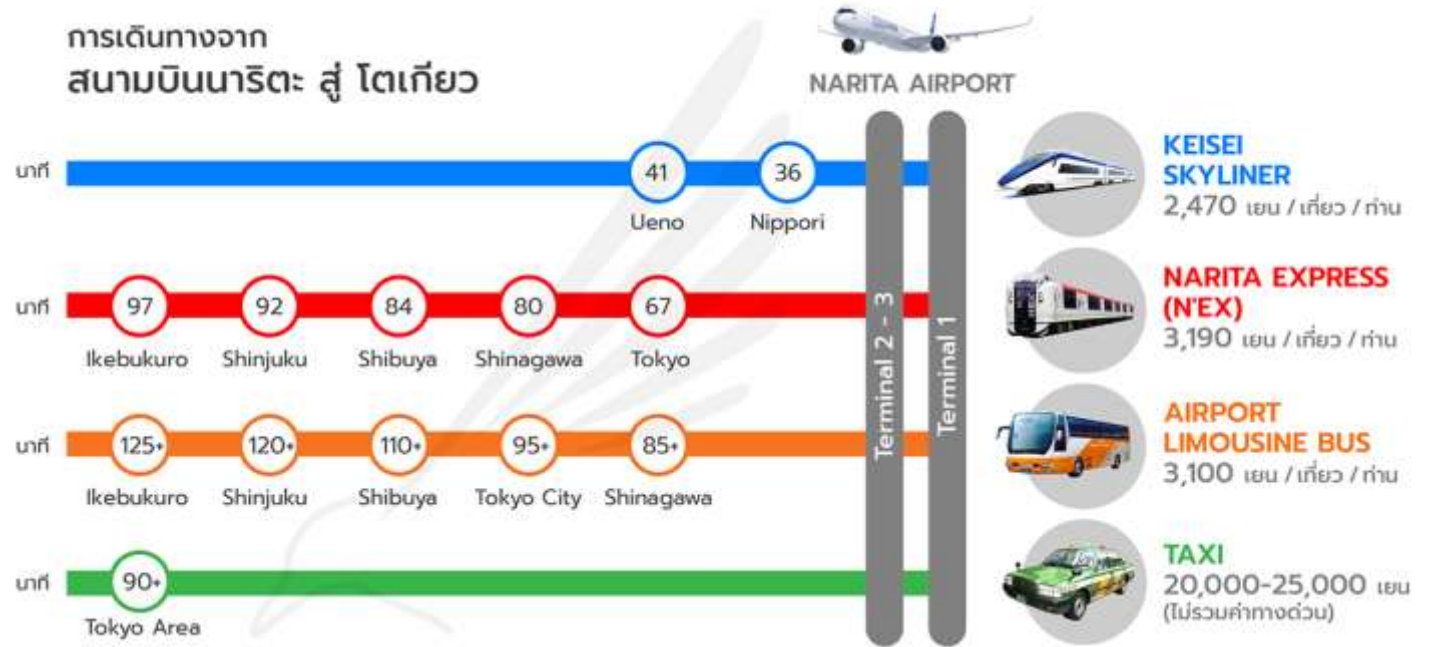 การเดินทางจาก
สนามบินนาริตะ สู่ โตเกียว
NARITA AIRPORT
นาที
41
36
Ueno
Nippori
KEISEI
SKYLINER
2,470 เยน / เที่ยว / ท่าน
นาที
97
92
84
80
67
Ikebukuro
Shinjuku
Shibuya
Shinagawa
Tokyo
NARITA EXPRESS
(N'EX)
3,190 เยน / เที่ยว / ท่าน
นาที
125+
120+
110+
95+
85+
Ikebukuro
Shinjuku
Shibuya
Tokyo City
Shinagawa
AIRPORT
LIMOUSINE BUS
3,100 เยน / เที่ยว / ท่าน
นาที
90+
Tokyo Area
TAXI
20,000-25,000 เยน
(ไม่รวมค่าทางด่วน)
Terminal 2 - 3
Terminal 1